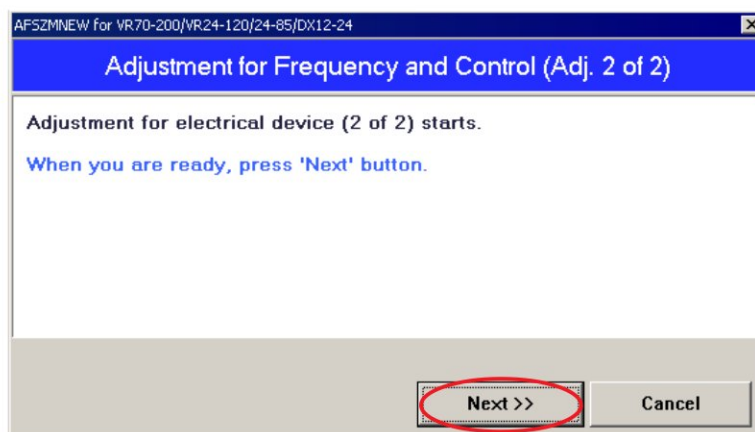 AFSZMNEW for VR70-200/VR24-120/24-85/DX12-24
Adjustment for Frequency and Control (Adj. 2 of 2)
Adjustment for electrical device (2 of 2) starts.
When you are ready, press 'Next' button.
Next >>
Cancel